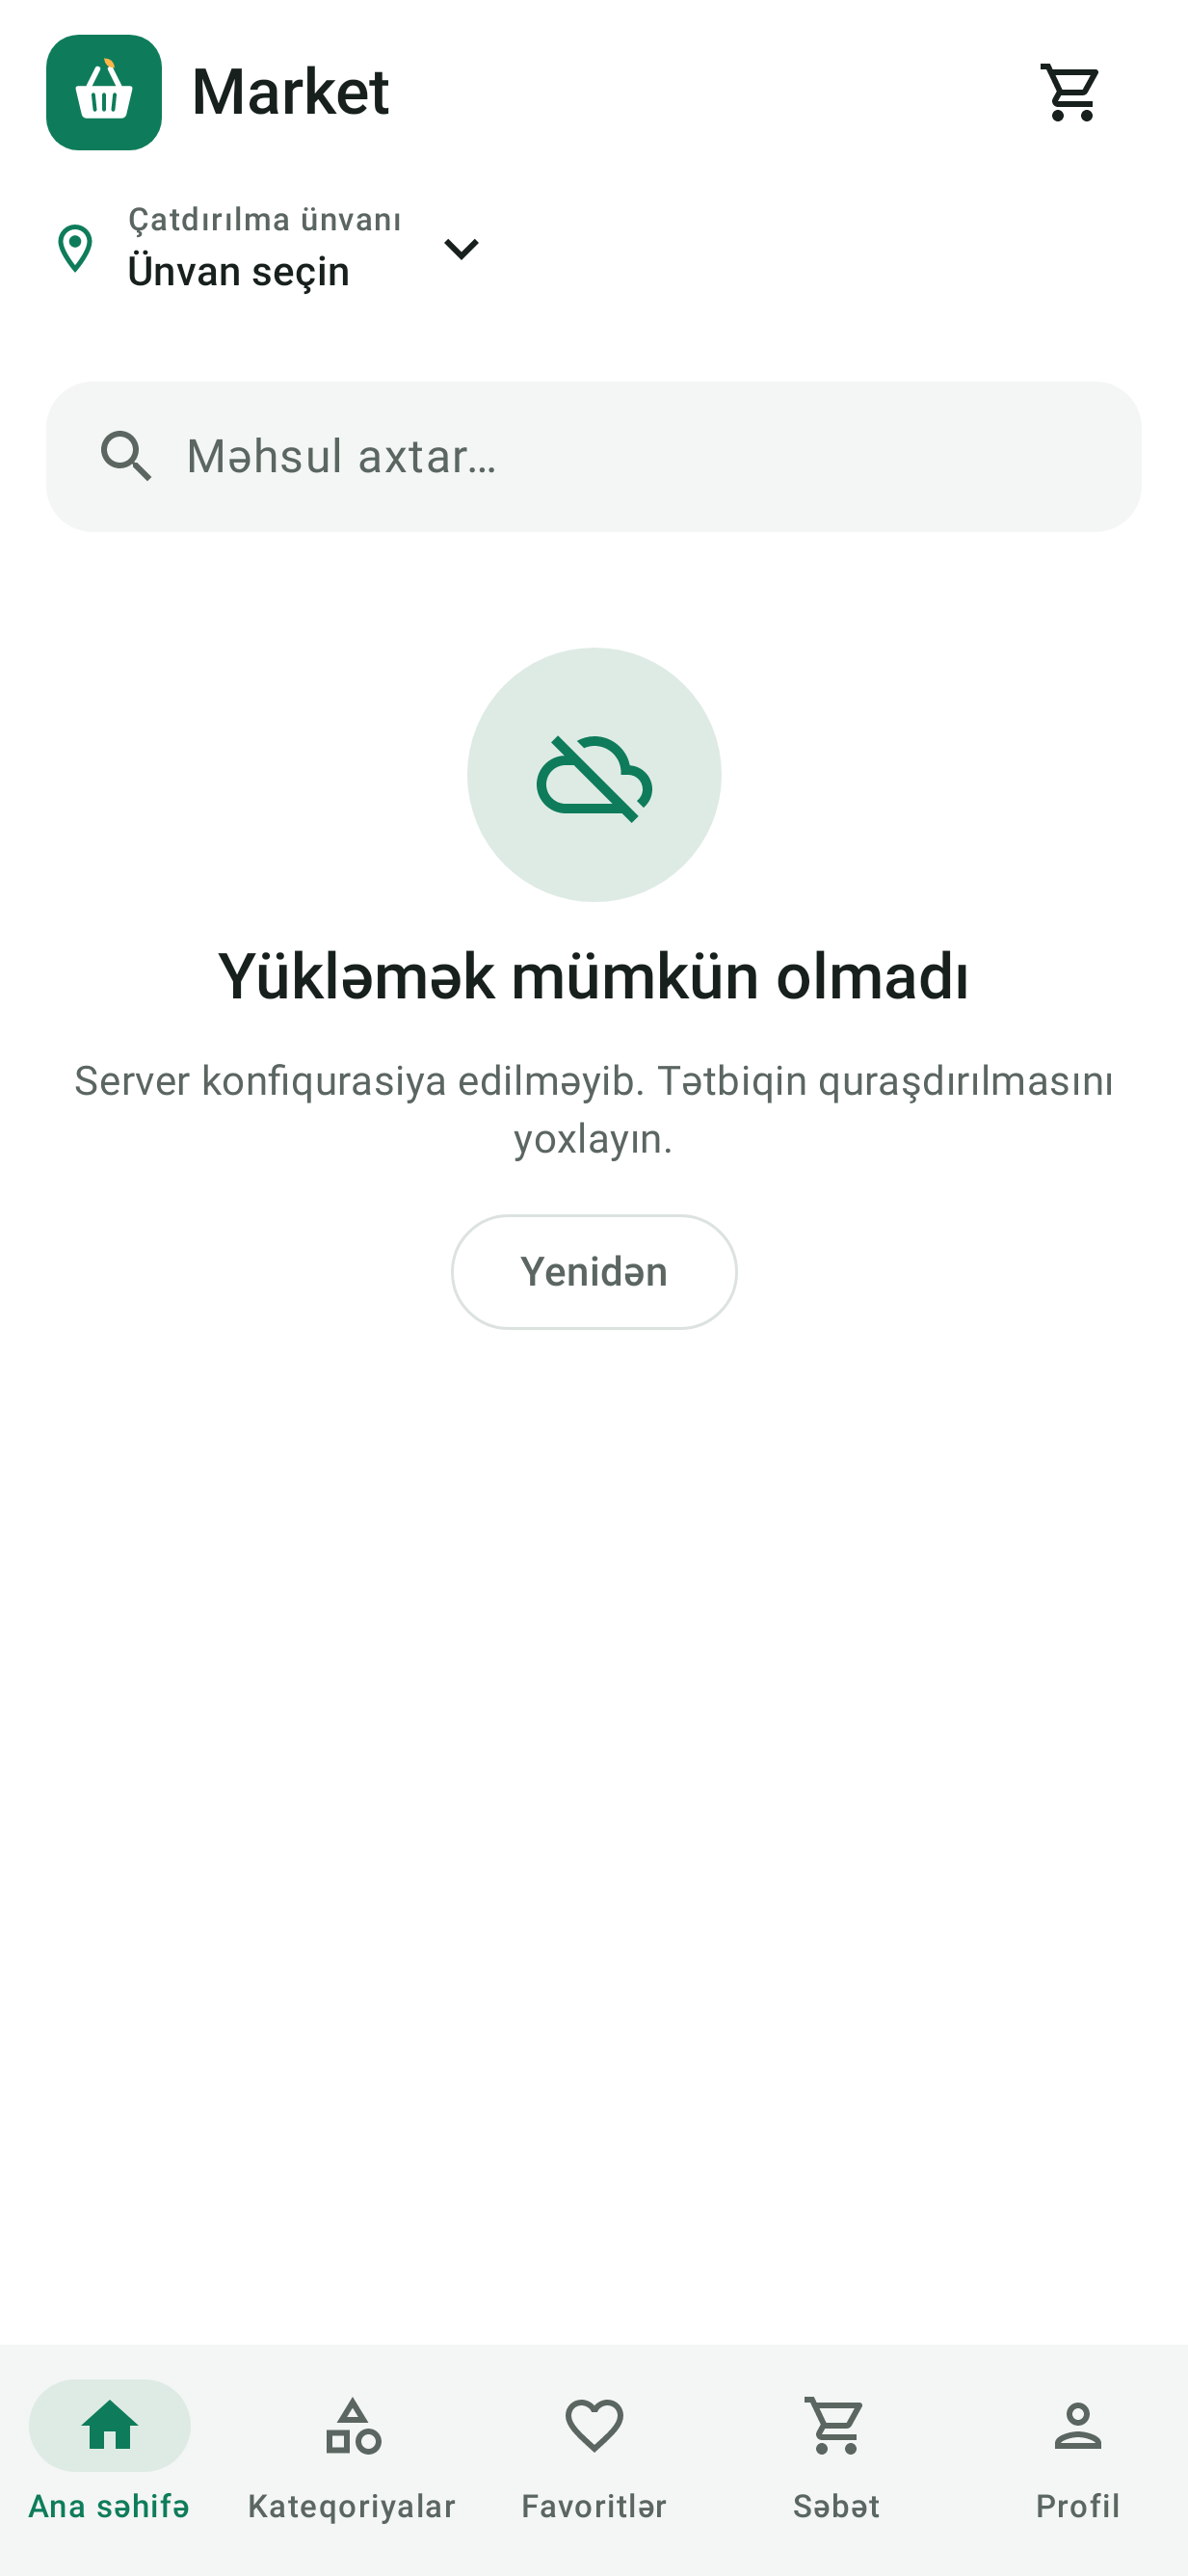 Market
Çatdırılma ünvanı
Ünvan seçin
Məhsul axtar...
Yükləmək mümkün olmadı
Server konfiqurasiya edilməyib. Tətbiqin quraşdırılmasını
yoxlayın.
Yenidən
Ana səhifə
Kateqoriyalar
Favoritlər
Səbət
Profil